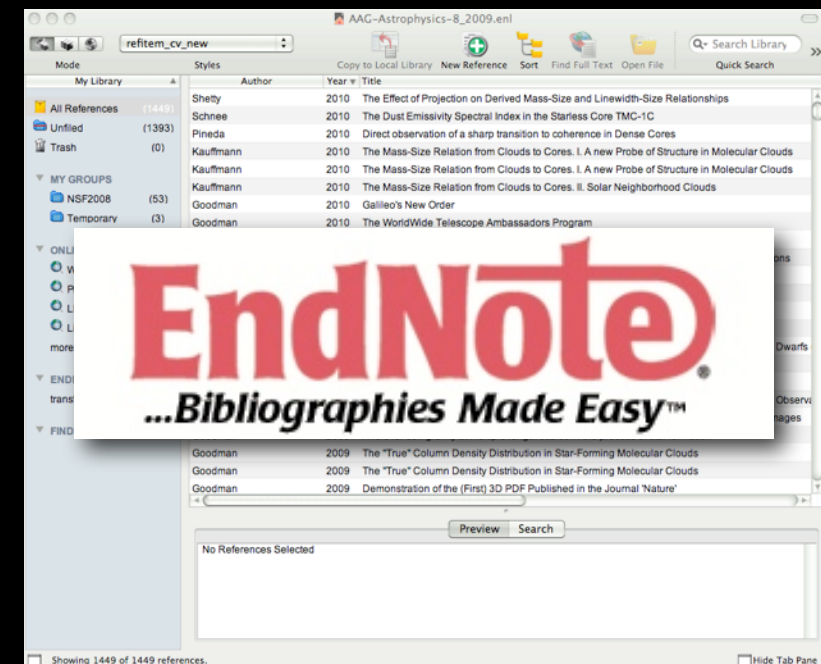 AAG-Astrophysics-8_2009.enl
refitem_cv_new
Search Library
Mode Styles Copy to Local Library New Reference Sort Find Full Text Open File Quick Search
My Library Author Year Title
All References (1449)
Unfiled (1393)
Trash (0)
MY GROUPS
NSF2008 (53)
Temporary (3)
ONLI
more
ENDI
trans
FIND
Shetty 2010 The Effect of Projection on Derived Mass-Size and Linewidth-Size Relationships
Schnee 2010 The Dust Emissivity Spectral Index in the Starless Core TMC-1C
Pineda 2010 Direct observation of a sharp transition to coherence in Dense Cores
Kauffmann 2010 The Mass-Size Relation from Clouds to Cores. I. A new Probe of Structure in Molecular Clouds
Kauffmann 2010 The Mass-Size Relation from Clouds to Cores. I. A new Probe of Structure in Molecular Clouds
Kauffmann 2010 The Mass-Size Relation from Clouds to Cores. II. Solar Neighborhood Clouds
Goodman 2010 Galileo's New Order
Goodman 2010 The WorldWide Telescope Ambassadors Program
ons
Dwarfs
Observa
nages
EndNote®
...Bibliographies Made Easy™
Goodman 2009 The "True" Column Density Distribution in Star-Forming Molecular Clouds
Goodman 2009 The "True" Column Density Distribution in Star-Forming Molecular Clouds
Goodman 2009 Demonstration of the (First) 3D PDF Published in the Journal 'Nature'
Preview Search
No References Selected
Showing 1449 of 1449 references.
Hide Tab Pane